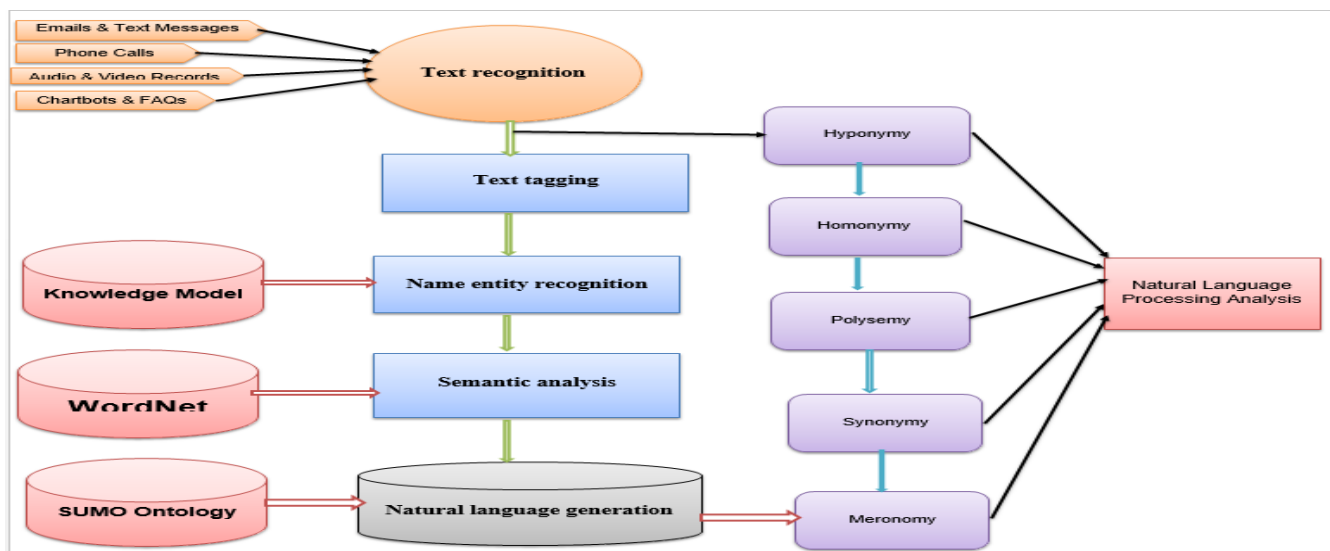 Emails & Text Messages
Phone Calls
Audio & Video Records
Chartbots & FAQs
Text recognition
Hyponymy
Text tagging
Homonymy
Knowledge Model
Name entity recognition
Natural Language
Processing Analysis
Polysemy
WordNet
Semantic analysis
Synonymy
SUMO Ontology
Natural language generation
Meronomy